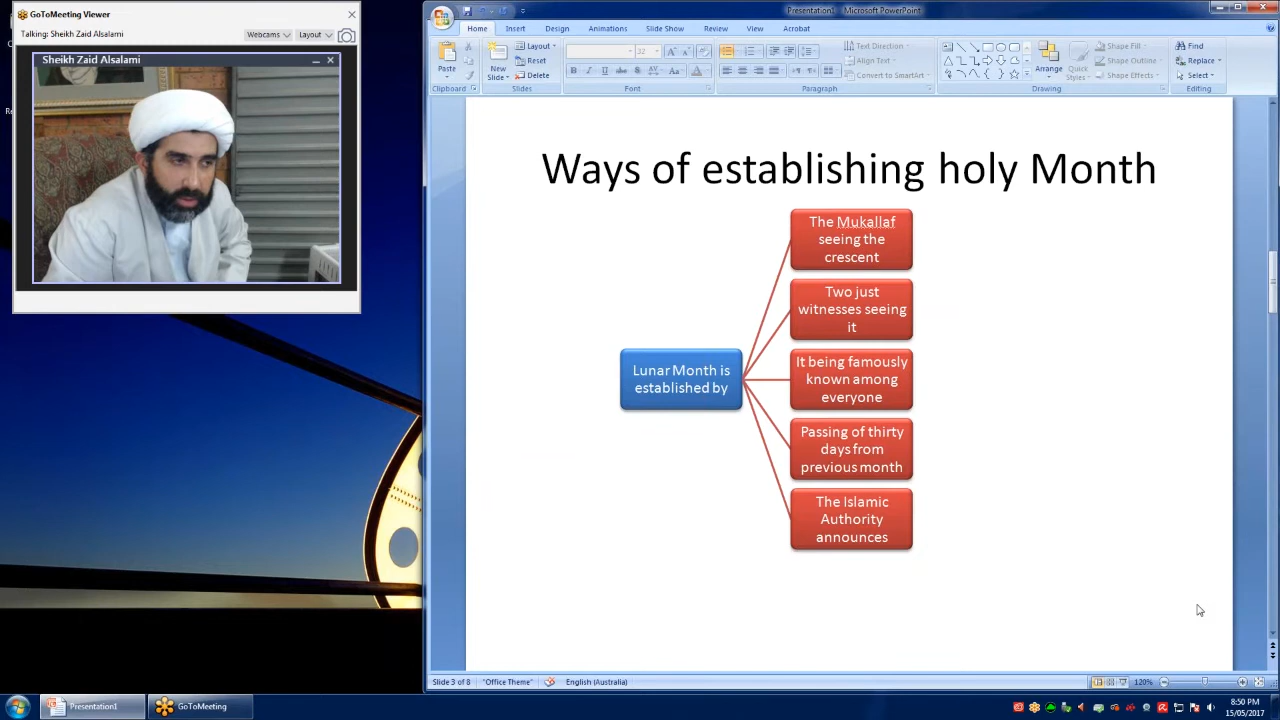 GoToMeeting Viewer
Talking: Sheikh Zaid Alsalami
Webcams
Layout
Sheikh Zaid Alsalami
Presentation1 - Microsoft PowerPoint
Home
Insert
Design
Animations
Slide Show
Review
View
Acrobat
Paste
Clipboard
New
Slide
Layout
Reset
Delete
Slides
32
Font
Text Direction
Align Text
Convert to SmartArt
Paragraph
Arrange
Quick
Styles
Shape Fill
Shape Outline
Shape Effects
Drawing
Find
Replace
Select
Editing
Ways of establishing holy Month
Lunar Month is
established by
The Mukallaf
seeing the
crescent
Two just
witnesses seeing
it
It being famously
known among
everyone
Passing of thirty
days from
previous month
The Islamic
Authority
announces
Slide 3 of 8
"Office Theme"
English (Australia)
120%
Presentation1
GoToMeeting
8:50 PM
15/05/2017